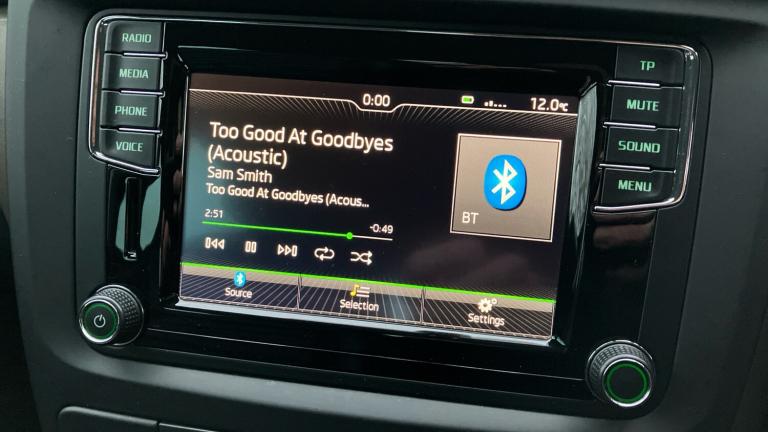 RADIO
MEDIA
PHONE
VOICE
0:00
12.0°C
Too Good At Goodbyes
(Acoustic)
Sam Smith
Too Good At Goodbyes (Acous...
2:51 -0:49
BT
Source
Selection
Settings
TP
MUTE
SOUND
MENU